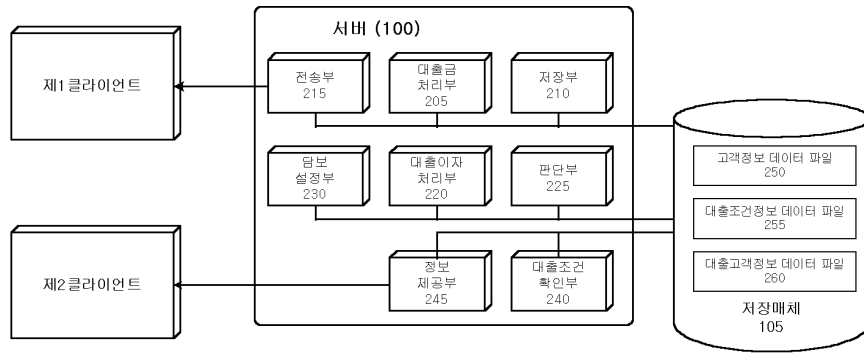 서버 (100)
제1클라이언트
전송부
215
대출금
처리부
205
저장부
210
담보
설정부
230
대출이자
처리부
220
판단부
225
제2클라이언트
정보
제공부
245
대출조건
확인부
240
고객정보 데이터 파일
250
대출조건정보 데이터 파일
255
대출고객정보 데이터 파일
260
저장매체
105